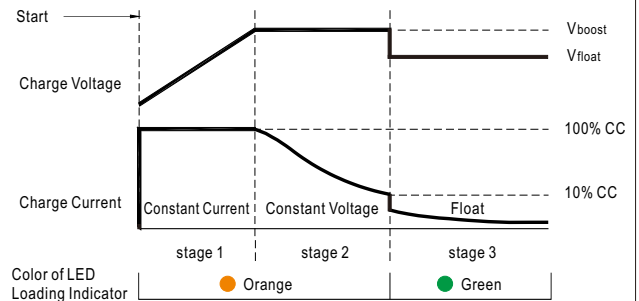 Start
Vboost
Vfloat
Charge Voltage
100% CC
10% CC
Charge Current
Constant Current
Constant Voltage
Float
stage 1
stage 2
stage 3
Color of LED
Loading Indicator
Orange
Green